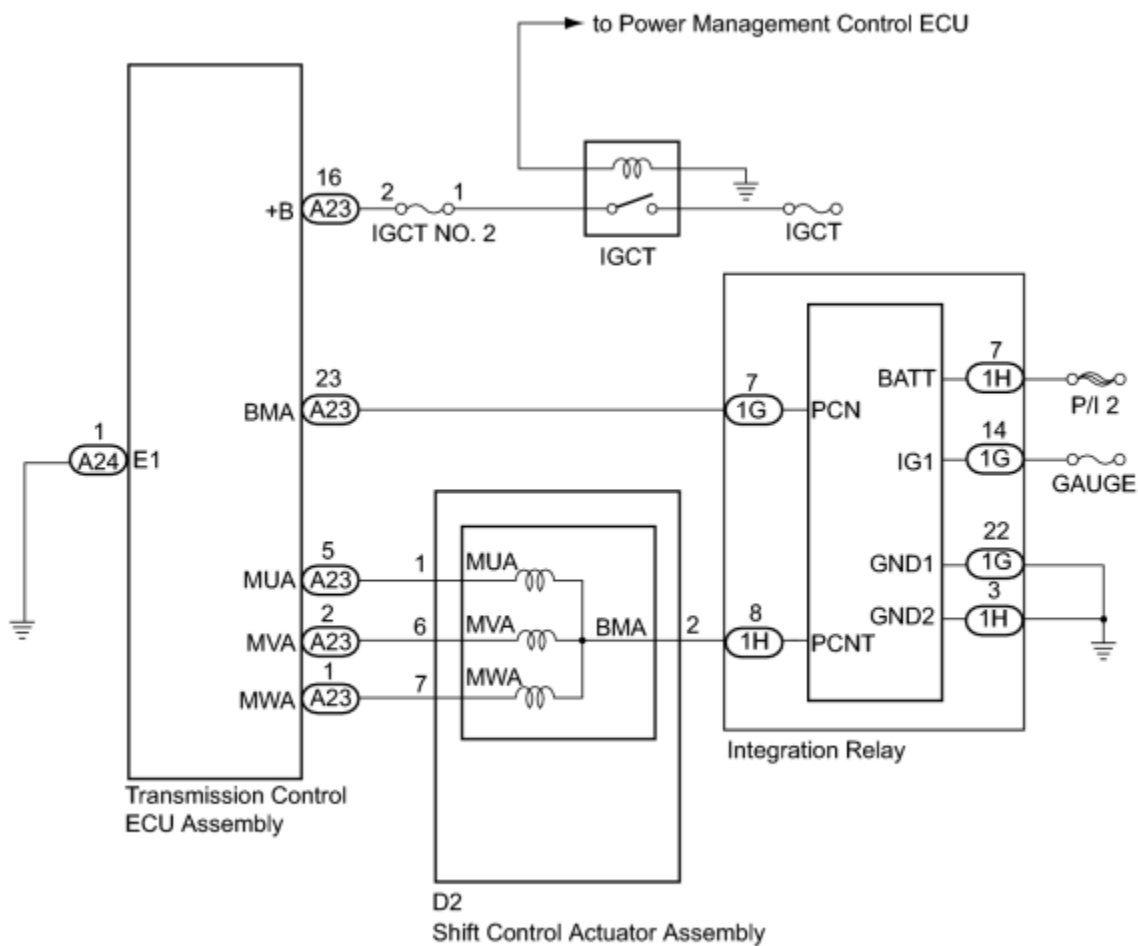 to Power Management Control ECU
16
+B
A23
2
1
IGCT NO. 2
IGCT
IGCT
23
BMA
A23
7
1G
PCN
BATT
7
1H
P/I 2
1
A24
E1
IG1
14
1G
GAUGE
GND1
22
1G
GND2
3
1H
MUA
5
A23
1
MUA
MVA
2
A23
6
MVA
BMA
2
8
1H
PCNT
MWA
1
A23
7
MWA
Integration Relay
Transmission Control
ECU Assembly
D2
Shift Control Actuator Assembly